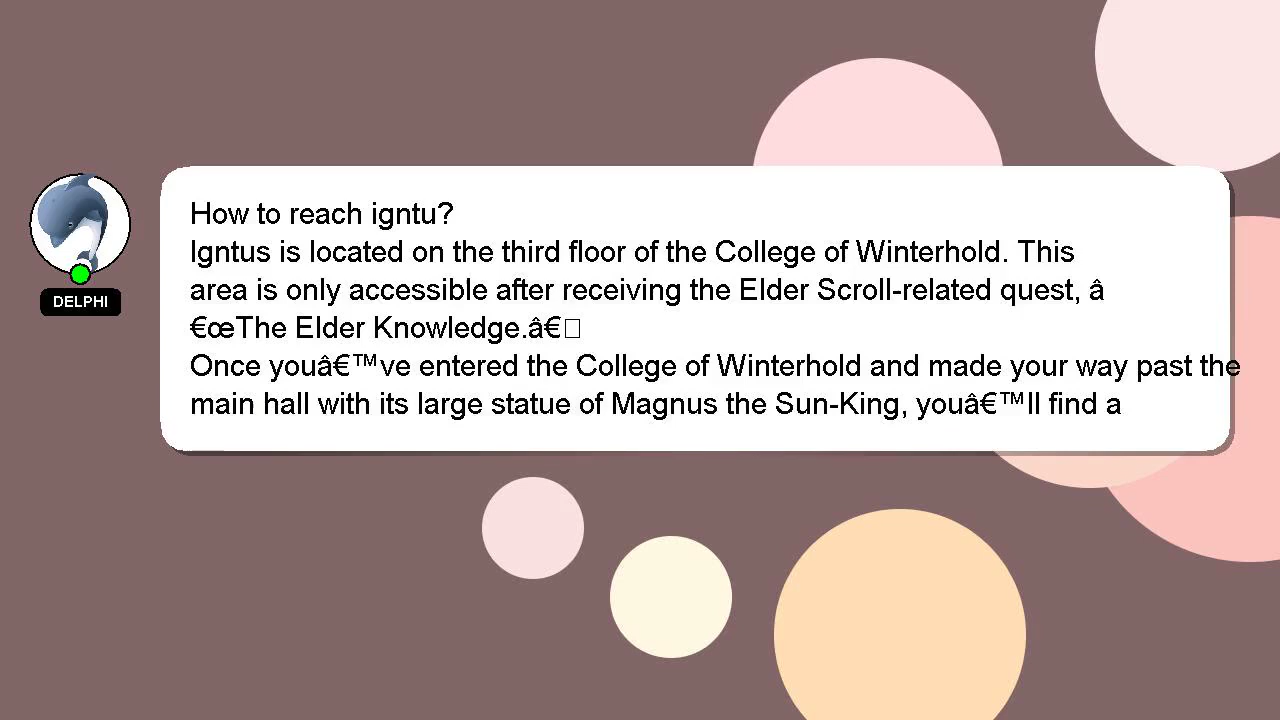 How to reach igntu?
Igntus is located on the third floor of the College of Winterhold. This
area is only accessible after receiving the Elder Scroll-related quest, â
€œThe Elder Knowledge.â€□
Once youâ€™ve entered the College of Winterhold and made your way past the
main hall with its large statue of Magnus the Sun-King, youâ€™ll find a
DELPHI